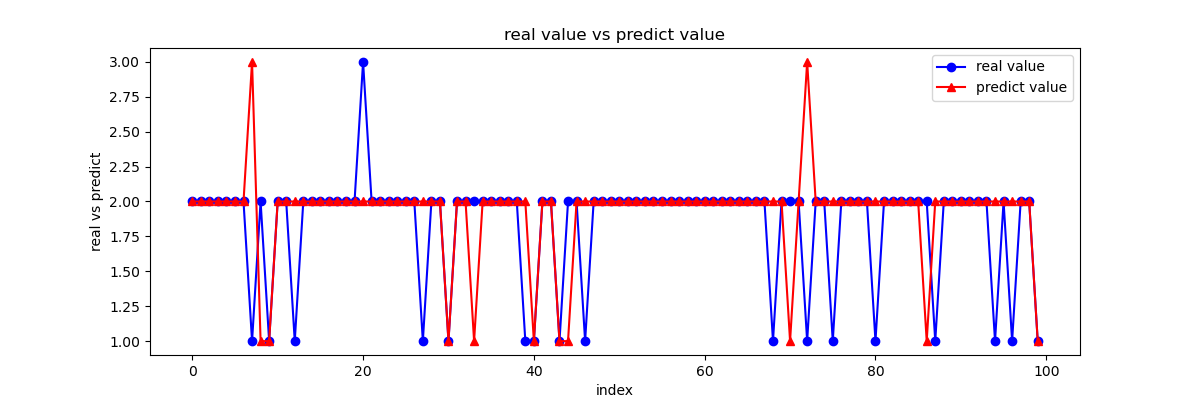 real value vs predict value
3.00
2.75
2.50
2.25
2.00
1.75
1.50
1.25
1.00
real vs predict
real value
predict value
0 20 40 60 80 100
index